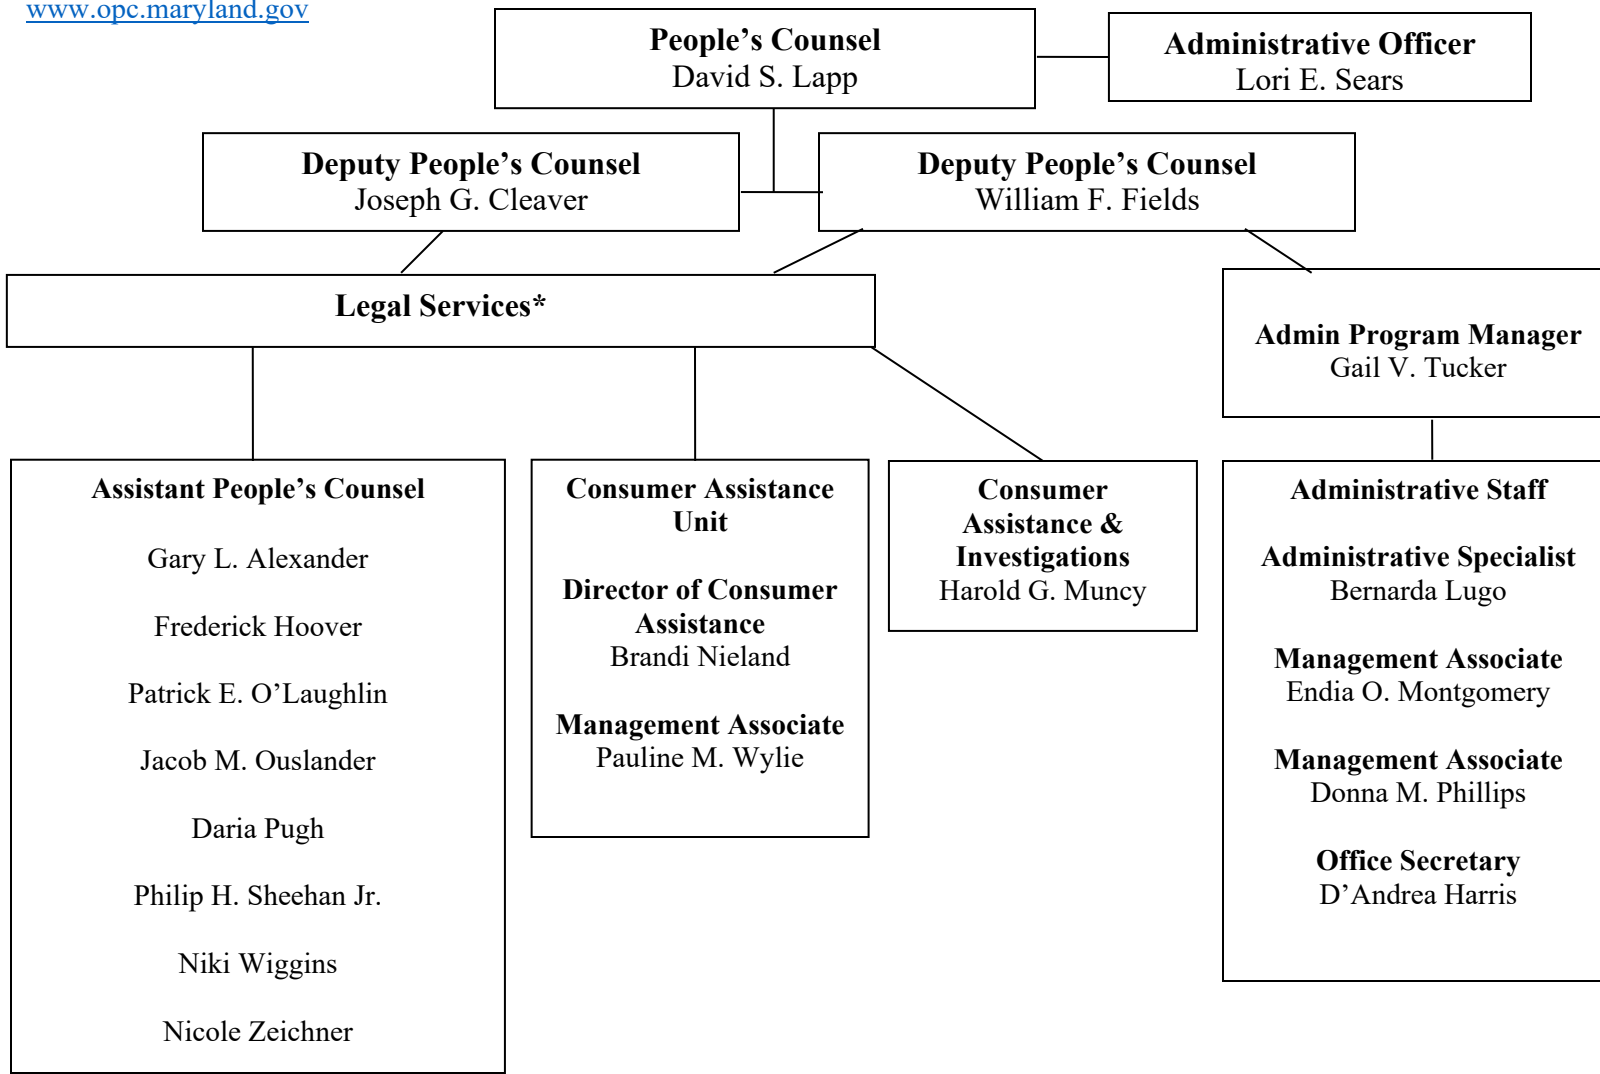 www.opc.maryland.gov
People’s Counsel
David S. Lapp
Administrative Officer
Lori E. Sears
Deputy People’s Counsel
Joseph G. Cleaver
Deputy People’s Counsel
William F. Fields
Legal Services*
Admin Program Manager
Gail V. Tucker
Assistant People’s Counsel
Gary L. Alexander
Frederick Hoover
Patrick E. O’Laughlin
Jacob M. Ouslander
Daria Pugh
Philip H. Sheehan Jr.
Niki Wiggins
Nicole Zeichner
Consumer Assistance
Unit
Director of Consumer
Assistance
Brandi Nieland
Management Associate
Pauline M. Wylie
Consumer
Assistance &
Investigations
Harold G. Muncy
Administrative Staff
Administrative Specialist
Bernarda Lugo
Management Associate
Endia O. Montgomery
Management Associate
Donna M. Phillips
Office Secretary
D’Andrea Harris